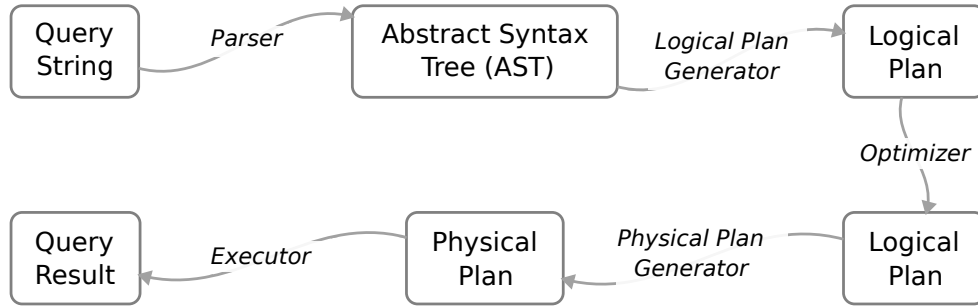 Query
String
Parser
Abstract Syntax
Tree (AST)
Logical Plan
Generator
Logical
Plan
Optimizer
Logical
Plan
Physical Plan
Generator
Physical
Plan
Executor
Query
Result